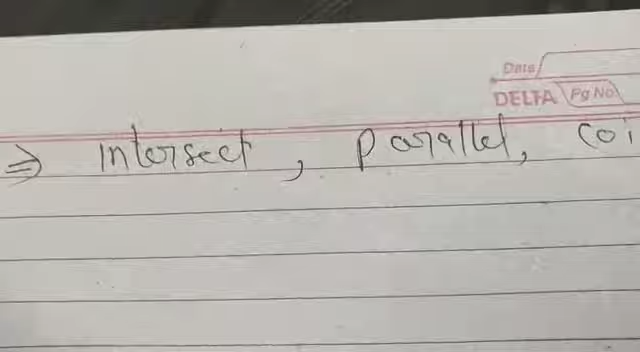 Date
DELTA Pg No
⇒ intersect, parallel,